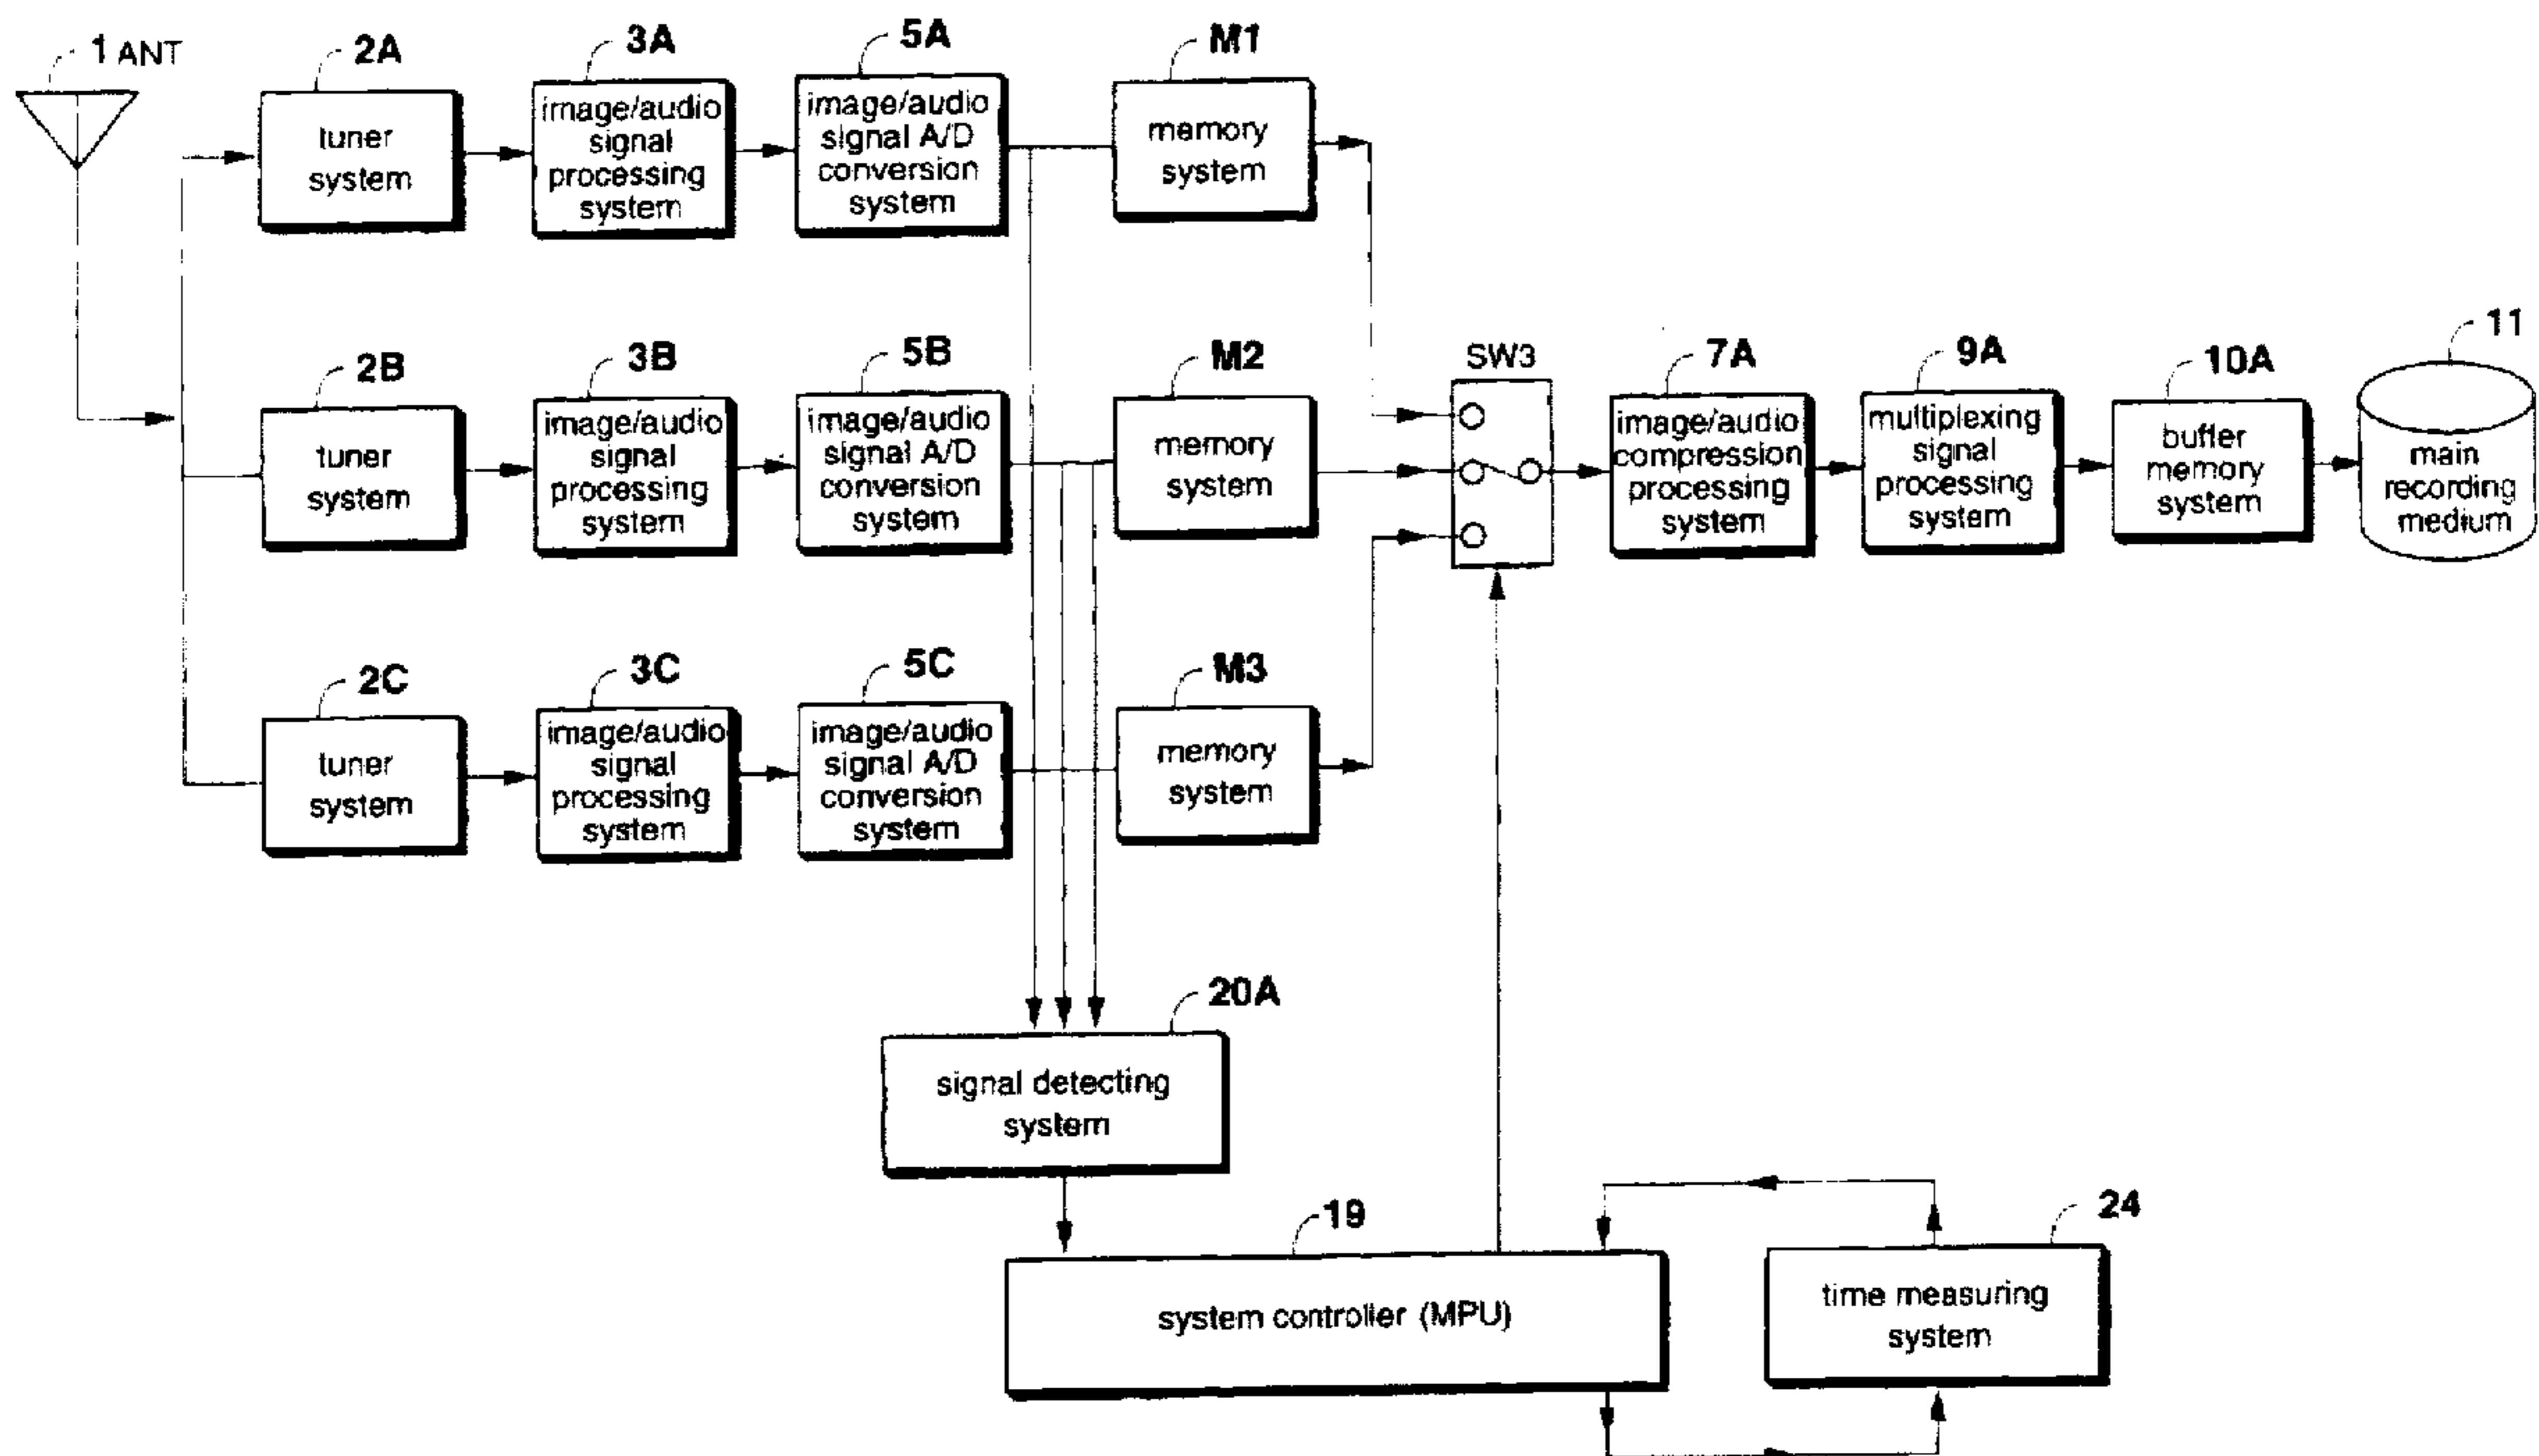 1 ANT
2A
tuner
system
3A
image/audio
signal
processing
system
5A
image/audio
signal A/D
conversion
system
M1
memory
system
2B
tuner
system
3B
image/audio
signal
processing
system
5B
image/audio
signal A/D
conversion
system
M2
memory
system
SW3
7A
image/audio
compression
processing
system
9A
multiplexing
signal
processing
system
10A
buffer
memory
system
11
main
recording
medium
2C
tuner
system
3C
image/audio
signal
processing
system
5C
image/audio
signal A/D
conversion
system
M3
memory
system
20A
signal detecting
system
19
system controller (MPU)
24
time measuring
system